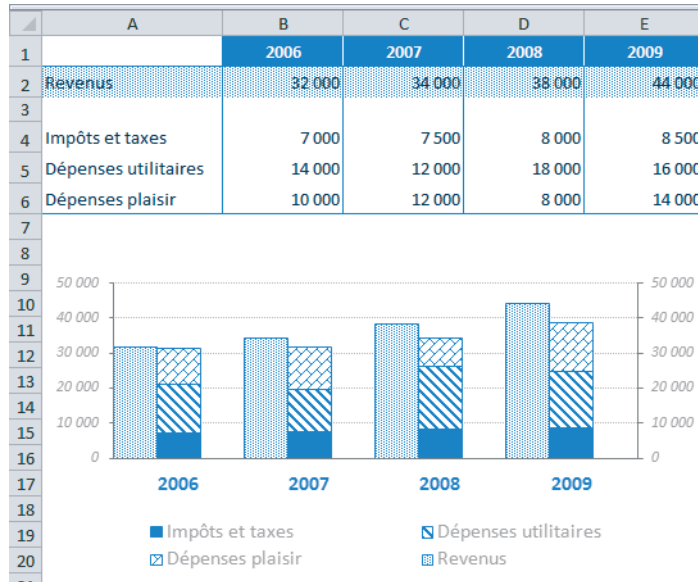 A B C D E
1 2006 2007 2008 2009
2 Revenus 32 000 34 000 38 000 44 000
3
4 Impôts et taxes 7 000 7 500 8 000 8 500
5 Dépenses utilitaires 14 000 12 000 18 000 16 000
6 Dépenses plaisir 10 000 12 000 8 000 14 000
7
8
9 50 000 50 000
10 40 000 40 000
11
12 30 000 30 000
13 20 000 20 000
14
15 10 000 10 000
16 0 0
17 2006 2007 2008 2009
18
19 Impôts et taxes Dépenses utilitaires
20 Dépenses plaisir Revenus